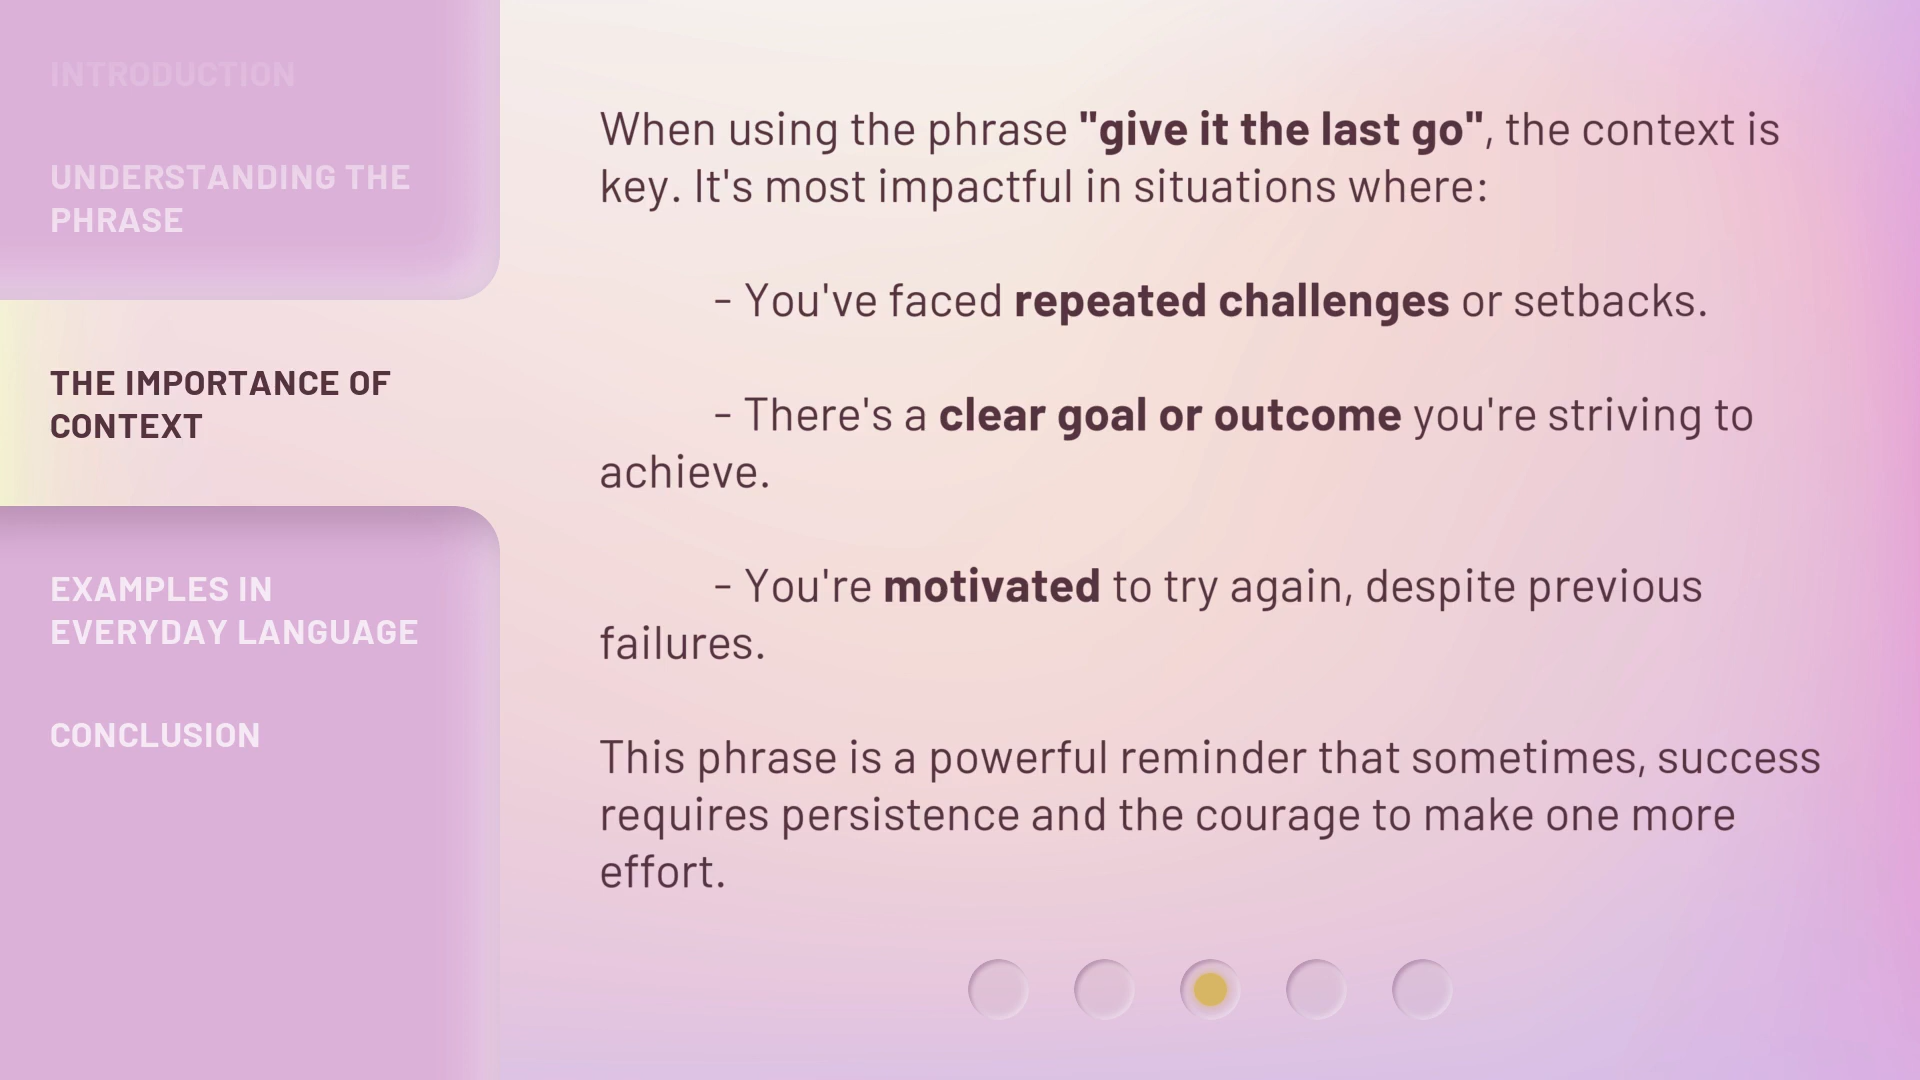 INTRODUCTION
UNDERSTANDING THE
PHRASE
THE IMPORTANCE OF
CONTEXT
EXAMPLES IN
EVERYDAY LANGUAGE
CONCLUSION
When using the phrase "give it the last go", the context is
key. It's most impactful in situations where:
- You've faced repeated challenges or setbacks.
- There's a clear goal or outcome you're striving to
achieve.
- You're motivated to try again, despite previous
failures.
This phrase is a powerful reminder that sometimes, success
requires persistence and the courage to make one more
effort.